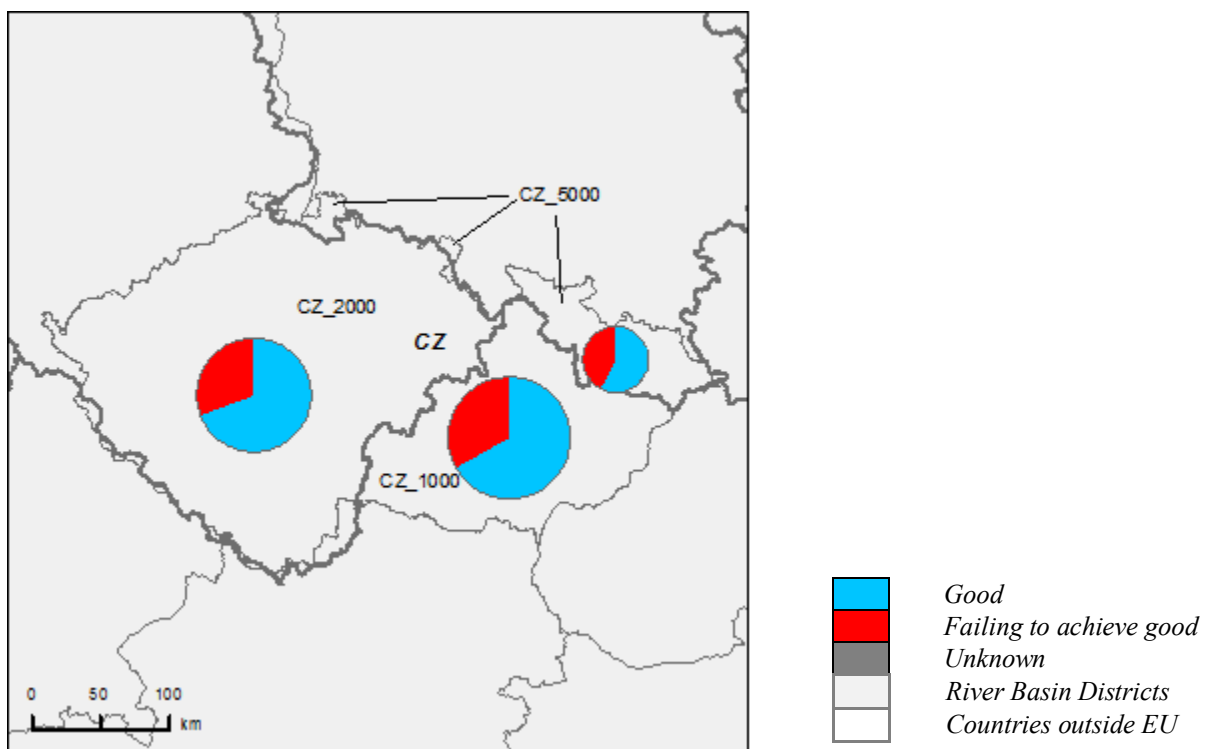 CZ_5000
CZ_2000
CZ
CZ_1000
0 50 100
km
Good
Failing to achieve good
Unknown
River Basin Districts
Countries outside EU